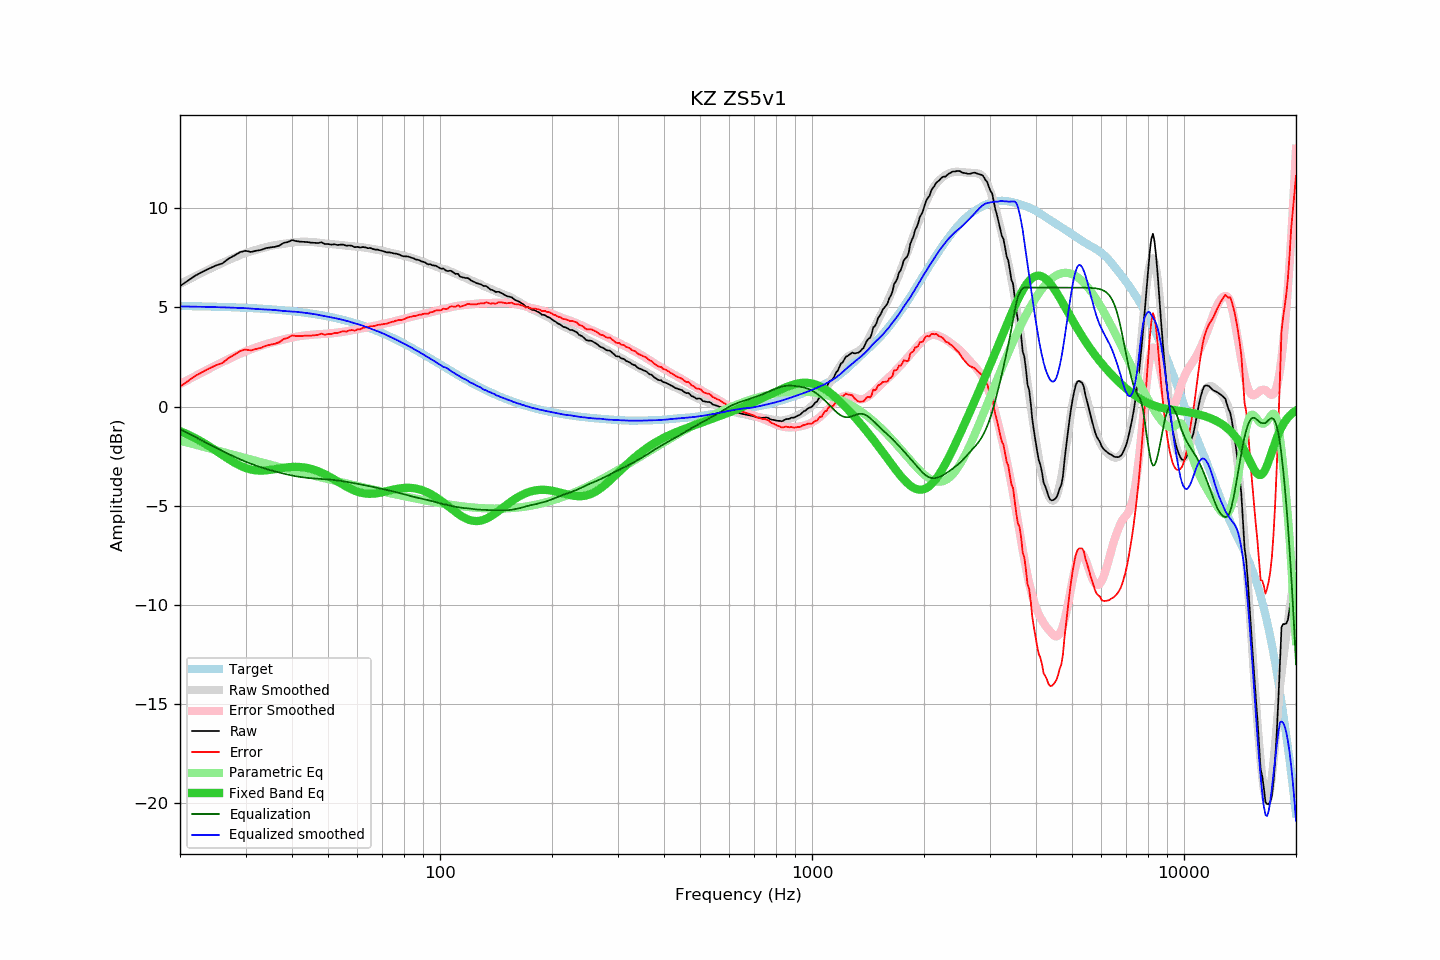 KZ ZS5v1
Amplitude (dBr)
10
5
0
−5
−10
−15
−20
Target
Raw Smoothed
Error Smoothed
Raw
Error
Parametric Eq
Fixed Band Eq
Equalization
Equalized smoothed
100 1000 10000
Frequency (Hz)